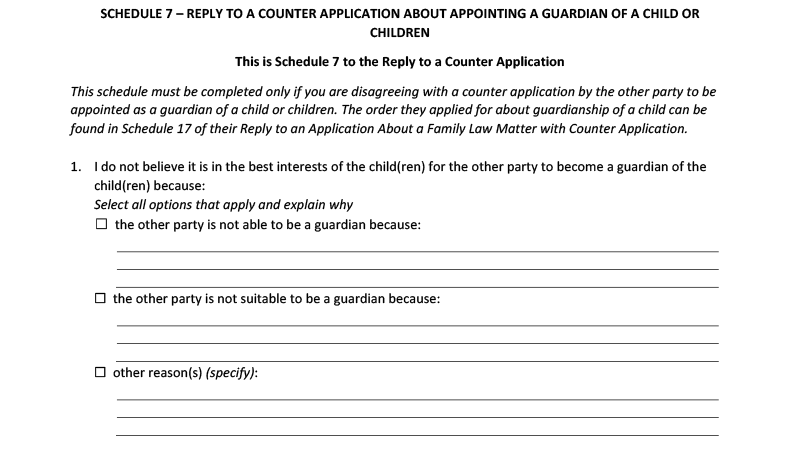 SCHEDULE 7 – REPLY TO A COUNTER APPLICATION ABOUT APPOINTING A GUARDIAN OF A CHILD OR
CHILDREN
This is Schedule 7 to the Reply to a Counter Application
This schedule must be completed only if you are disagreeing with a counter application by the other party to be
appointed as a guardian of a child or children. The order they applied for about guardianship of a child can be
found in Schedule 17 of their Reply to an Application About a Family Law Matter with Counter Application.
1. I do not believe it is in the best interests of the child(ren) for the other party to become a guardian of the
child(ren) because:
Select all options that apply and explain why
☐ the other party is not able to be a guardian because:
☐ the other party is not suitable to be a guardian because:
☐ other reason(s) (specify):